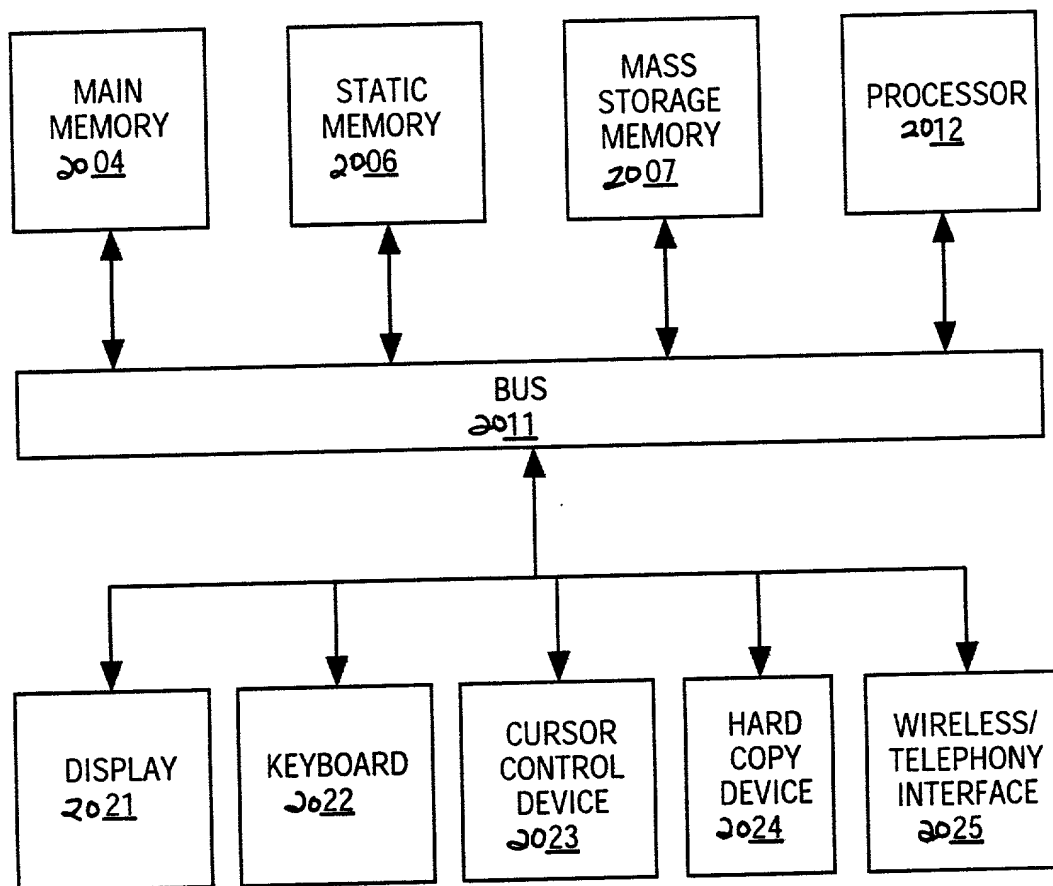 MAIN
MEMORY
2004
STATIC
MEMORY
2006
MASS
STORAGE
MEMORY
2007
PROCESSOR
2012
BUS
2011
DISPLAY
2021
KEYBOARD
2022
CURSOR
CONTROL
DEVICE
2023
HARD
COPY
DEVICE
2024
WIRELESS/
TELEPHONY
INTERFACE
2025